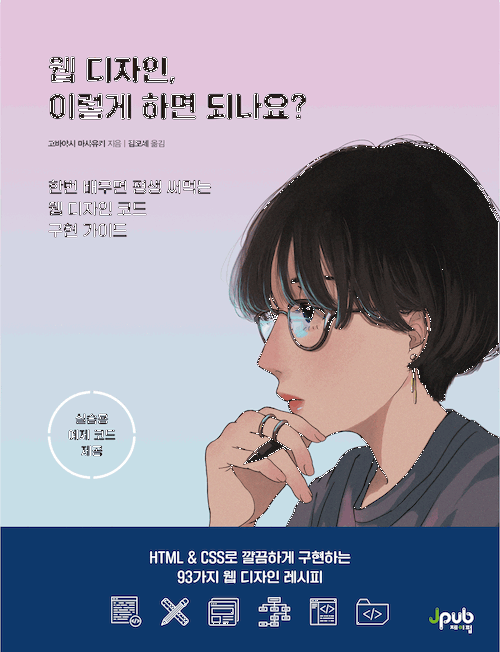 웹 디자인,
이렇게 하면 되나요?
고바야시 마사유키 지음 | 김모세 옮김
한번 배우면 평생 써먹는
웹 디자인 코드
구현 가이드
실습용
예제 코드
제공
HTML & CSS로 깔끔하게 구현하는
93가지 웹 디자인 레시피
Jpub
제이펍